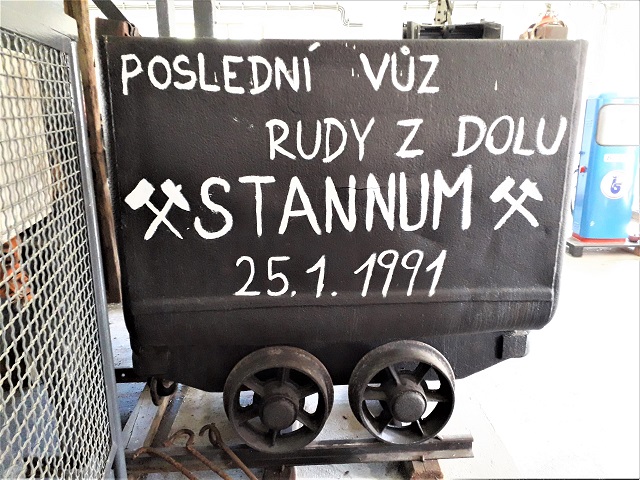 POSLEDNÍ VŮZ
RUDY Z DOLU
STANNUM
25.1.1991